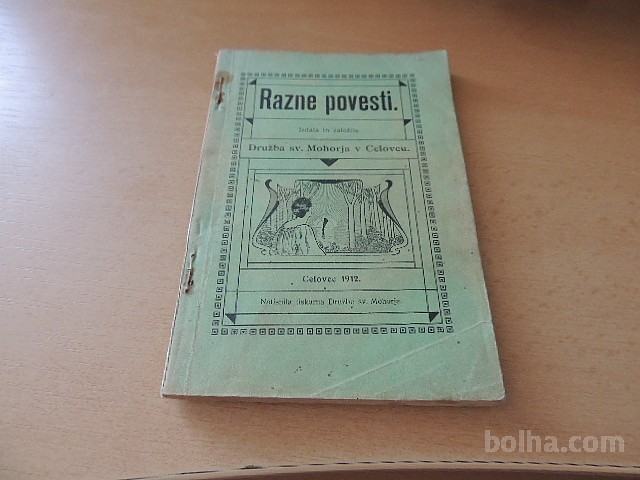 Razne povesti.
Izdala in založila
Družba sv. Mohorja v Celovcu.
Celovec 1912.
Natisnila tiskarna Družbe sv. Mohorja.
bolha.com